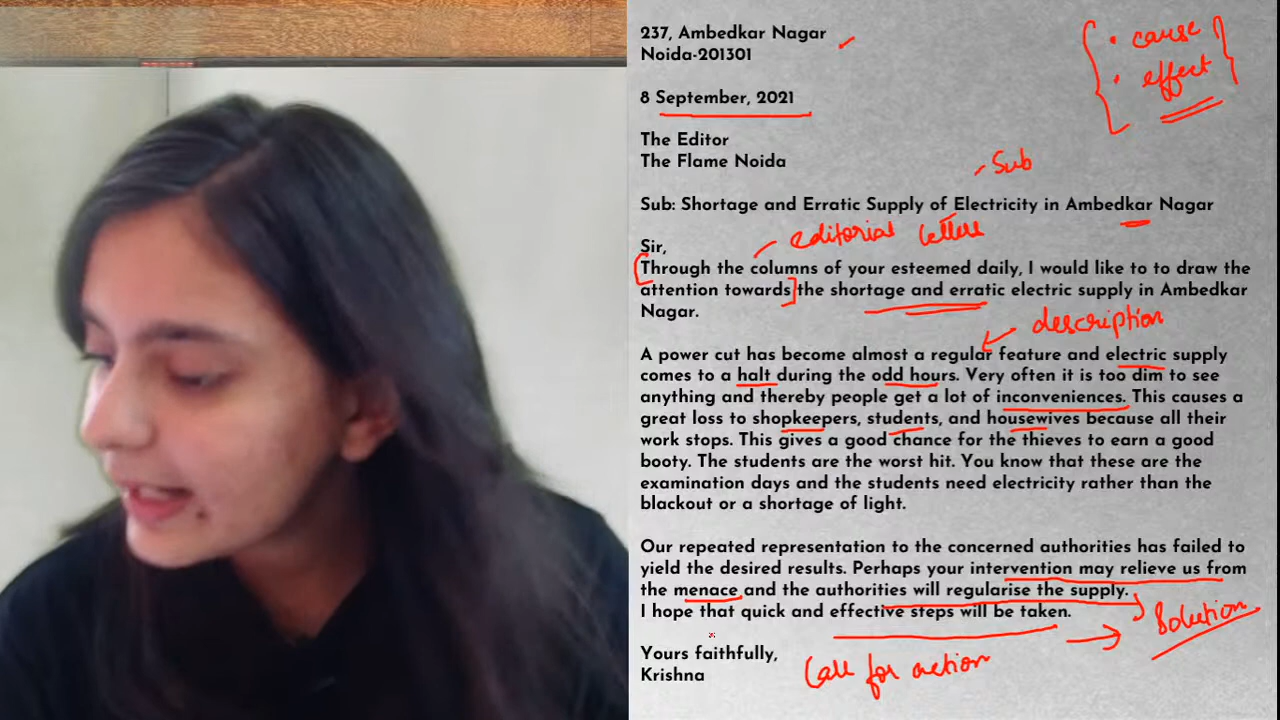 237, Ambedkar Nagar
Noida-201301
• cause
• effect
8 September, 2021
The Editor
The Flame Noida
Sub
Sub: Shortage and Erratic Supply of Electricity in Ambedkar Nagar
editorial letters
Sir,
Through the columns of your esteemed daily, I would like to to draw the
attention towards the shortage and erratic electric supply in Ambedkar
Nagar.
description
A power cut has become almost a regular feature and electric supply
comes to a halt during the odd hours. Very often it is too dim to see
anything and thereby people get a lot of inconveniences. This causes a
great loss to shopkeepers, students, and housewives because all their
work stops. This gives a good chance for the thieves to earn a good
booty. The students are the worst hit. You know that these are the
examination days and the students need electricity rather than the
blackout or a shortage of light.
Our repeated representation to the concerned authorities has failed to
yield the desired results. Perhaps your intervention may relieve us from
the menace and the authorities will regularise the supply.
I hope that quick and effective steps will be taken.
Solution
Yours faithfully,
Call for action
Krishna